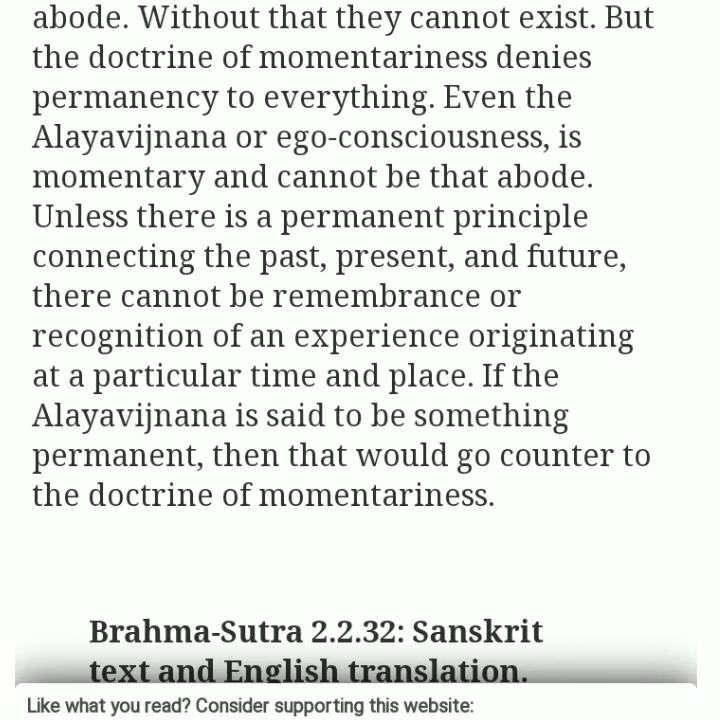 abode. Without that they cannot exist. But
the doctrine of momentariness denies
permanency to everything. Even the
Alayavijnana or ego-consciousness, is
momentary and cannot be that abode.
Unless there is a permanent principle
connecting the past, present, and future,
there cannot be remembrance or
recognition of an experience originating
at a particular time and place. If the
Alayavijnana is said to be something
permanent, then that would go counter to
the doctrine of momentariness.
Brahma-Sutra 2.2.32: Sanskrit
text and English translation.
Like what you read? Consider supporting this website: